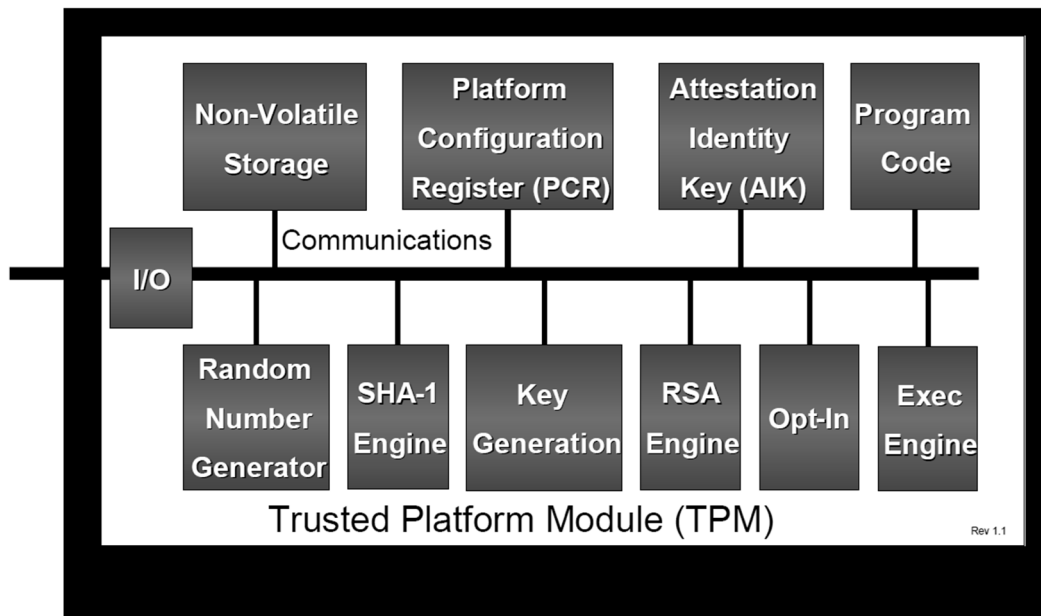 Non-Volatile
Storage
Platform
Configuration
Register (PCR)
Attestation
Identity
Key (AIK)
Program
Code
Communications
I/O
Random
Number
Generator
SHA-1
Engine
Key
Generation
RSA
Engine
Opt-In
Exec
Engine
Trusted Platform Module (TPM)
Rev 1.1